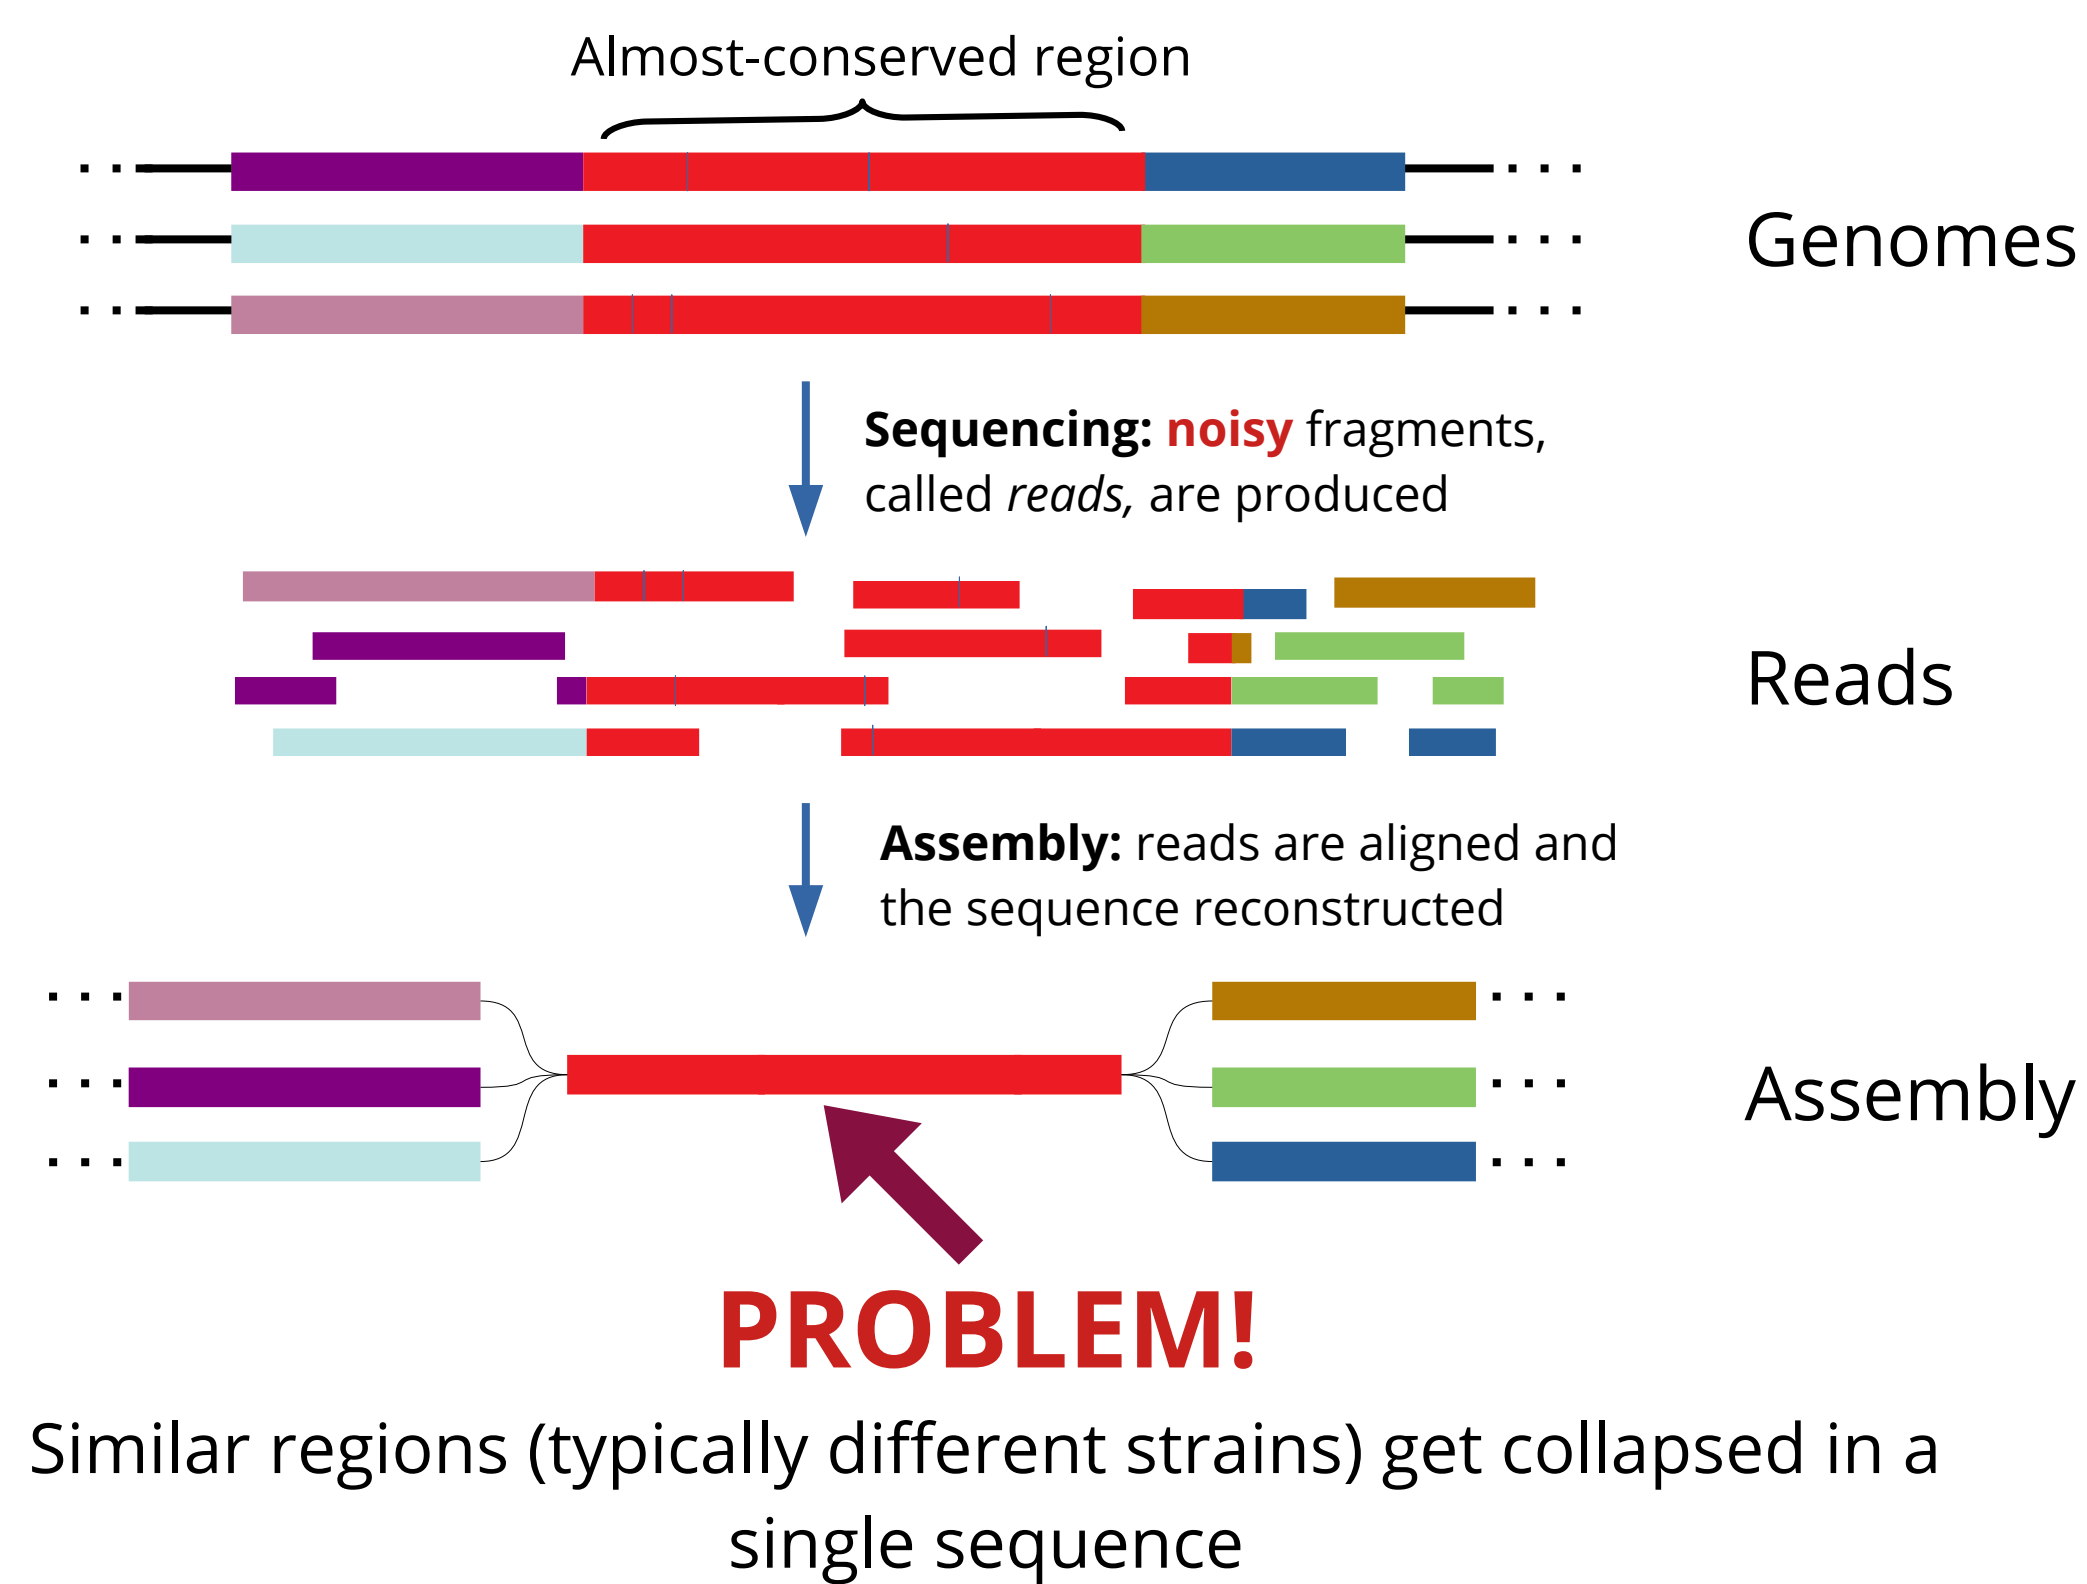 Almost-conserved region
Genomes
Sequencing: noisy fragments,
called reads, are produced
Reads
Assembly: reads are aligned and
the sequence reconstructed
Assembly
PROBLEM!
Similar regions (typically different strains) get collapsed in a
single sequence